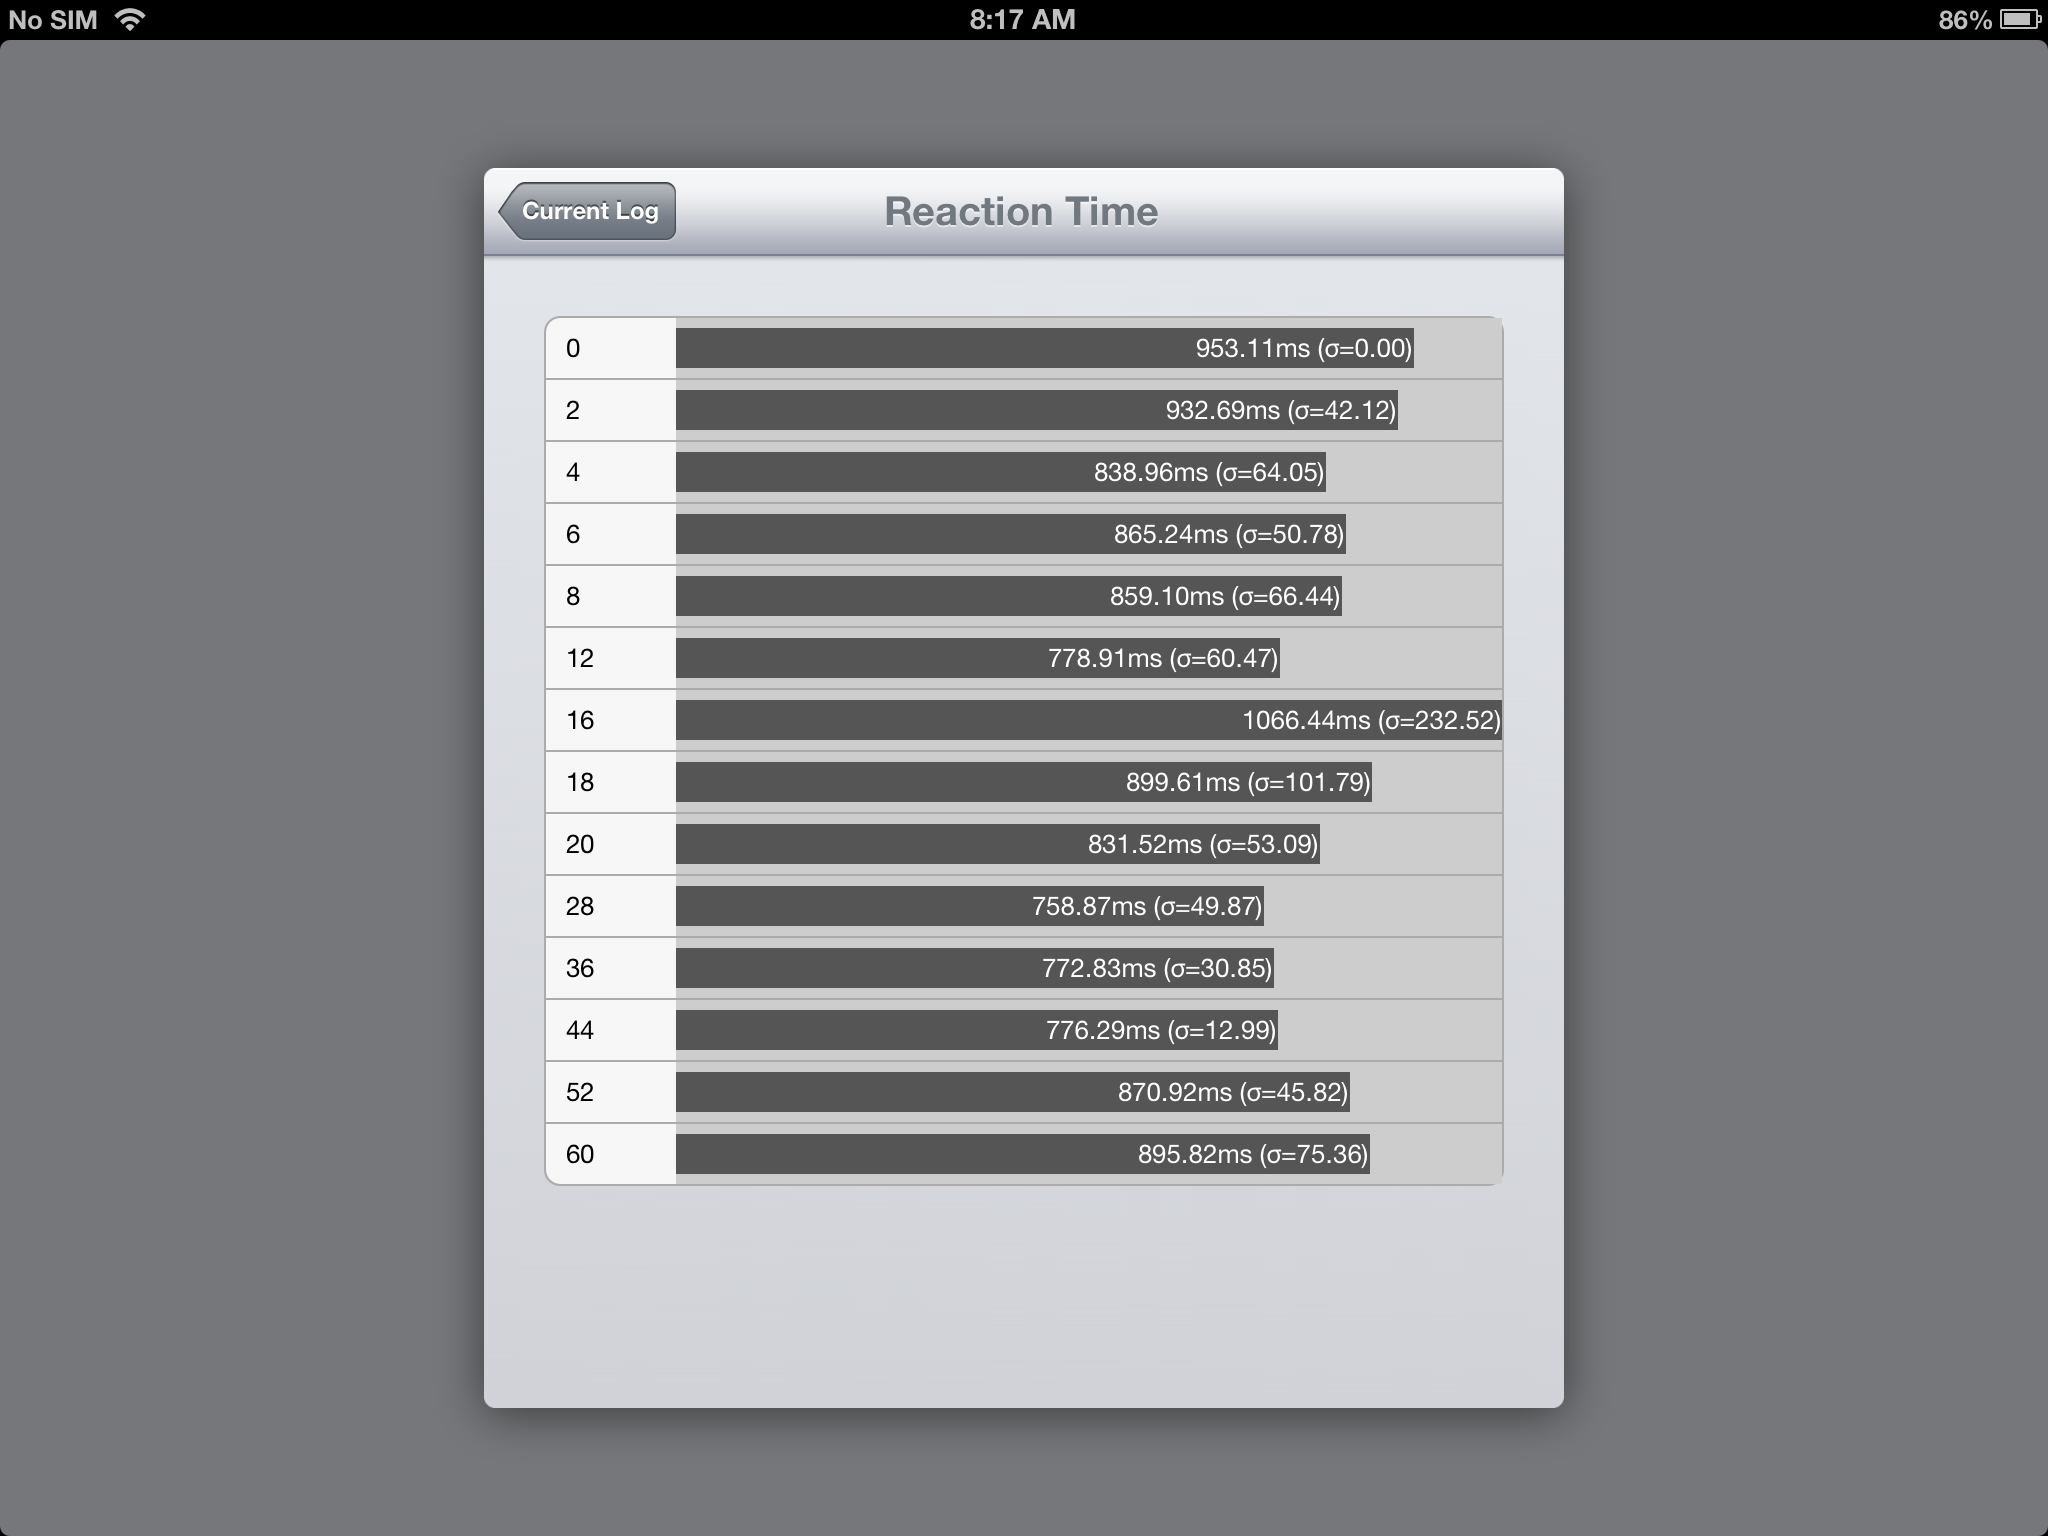 No SIM 8:17 AM 86%
Current Log Reaction Time
0 953.11ms (σ=0.00)
2 932.69ms (σ=42.12)
4 838.96ms (σ=64.05)
6 865.24ms (σ=50.78)
8 859.10ms (σ=66.44)
12 778.91ms (σ=60.47)
16 1066.44ms (σ=232.52)
18 899.61ms (σ=101.79)
20 831.52ms (σ=53.09)
28 758.87ms (σ=49.87)
36 772.83ms (σ=30.85)
44 776.29ms (σ=12.99)
52 870.92ms (σ=45.82)
60 895.82ms (σ=75.36)